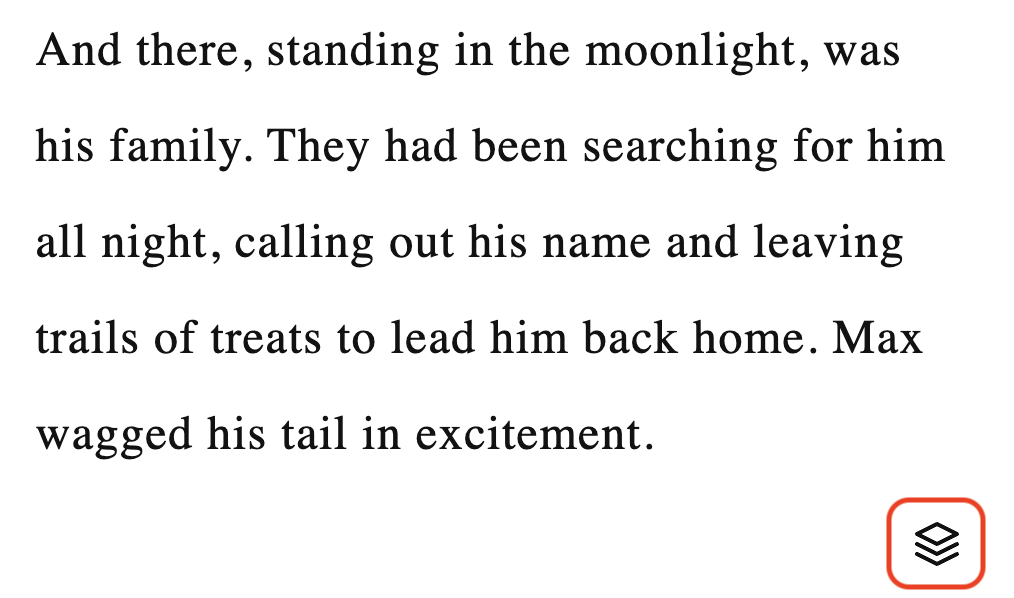 And there, standing in the moonlight, was
his family. They had been searching for him
all night, calling out his name and leaving
trails of treats to lead him back home. Max
wagged his tail in excitement.